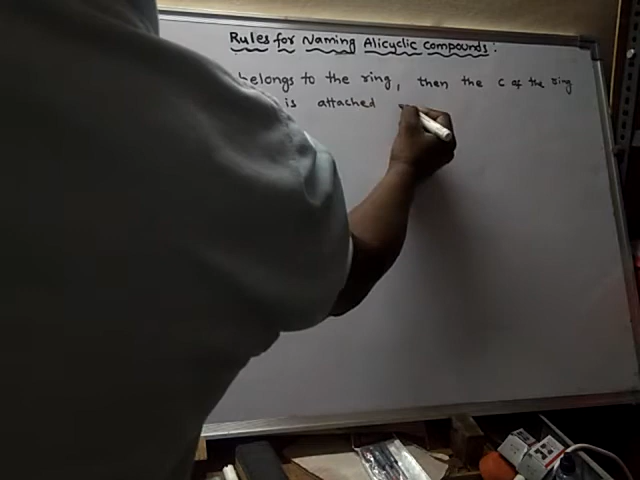 Rules for Naming Alicyclic Compounds :
belongs to the ring, then the C of the ring
is attached